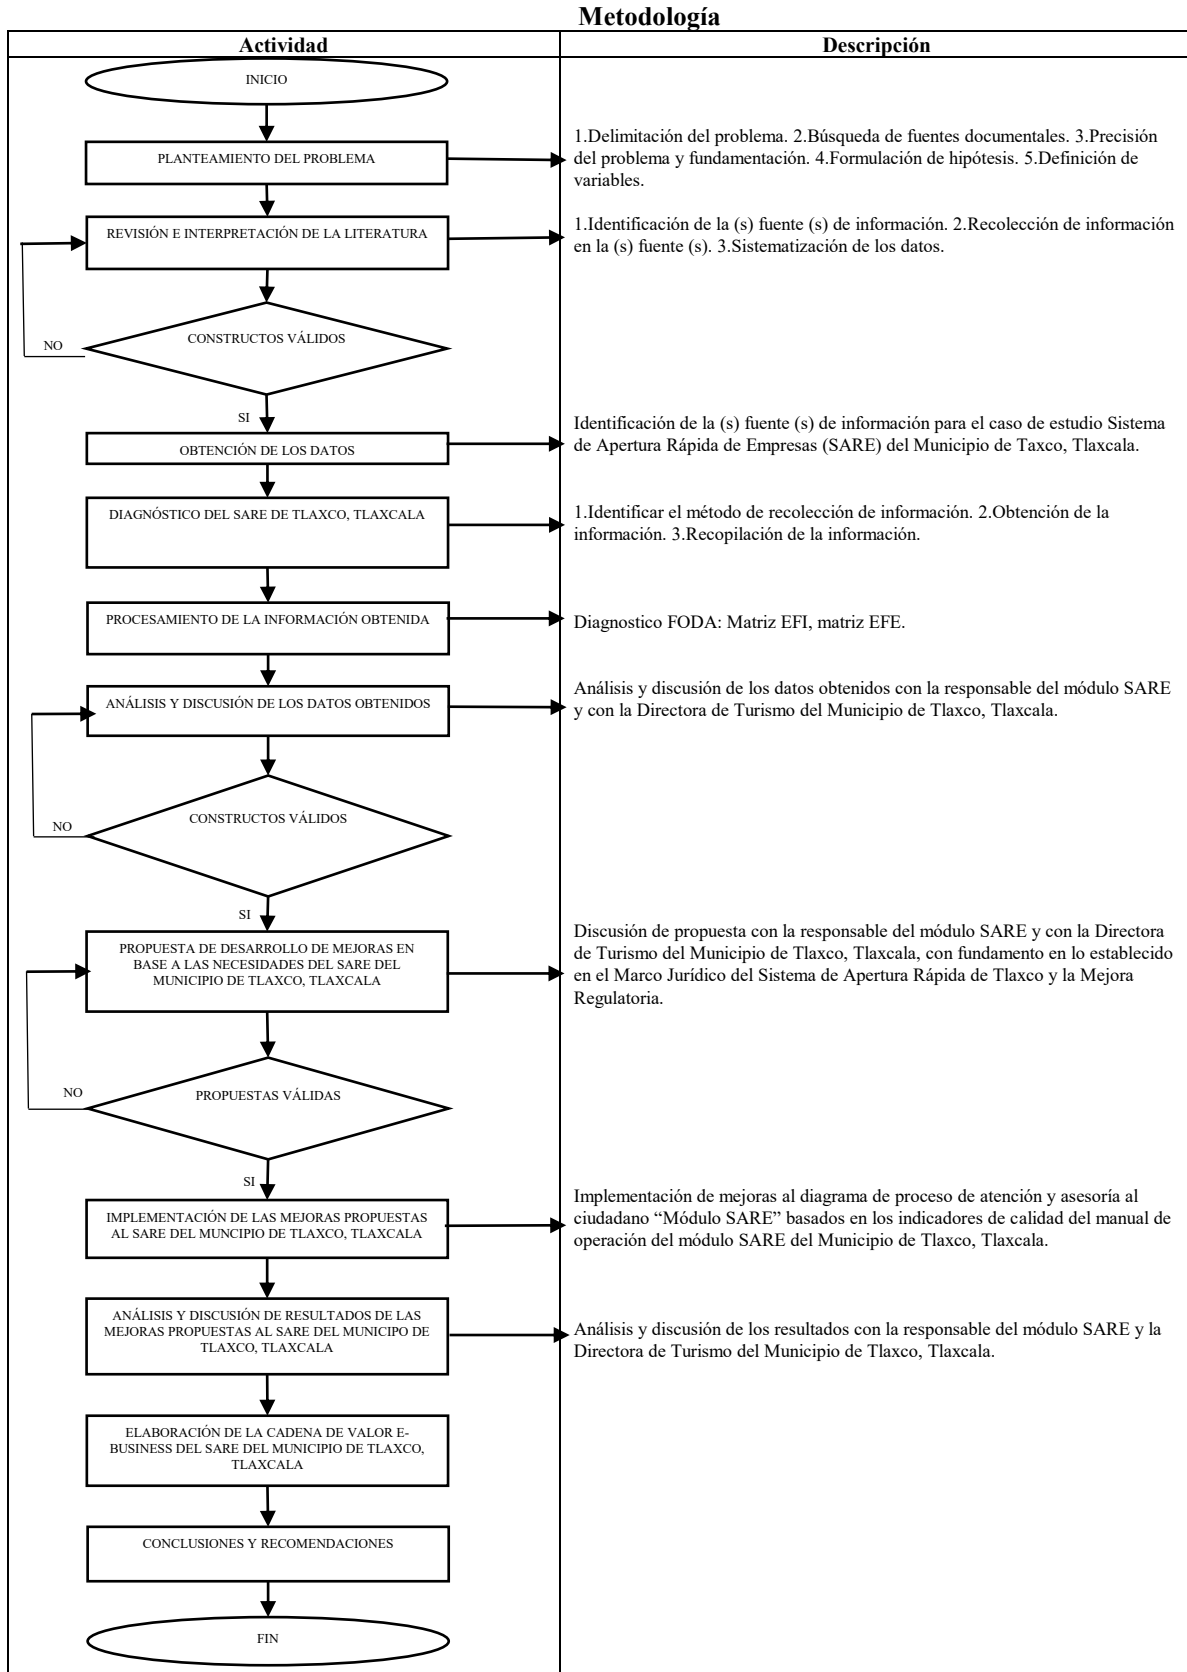 Metodología
Actividad
Descripción
INICIO
PLANTEAMIENTO DEL PROBLEMA
1.Delimitación del problema. 2.Búsqueda de fuentes documentales. 3.Precisión
del problema y fundamentación. 4.Formulación de hipótesis. 5.Definición de
variables.
REVISIÓN E INTERPRETACIÓN DE LA LITERATURA
1.Identificación de la (s) fuente (s) de información. 2.Recolección de información
en la (s) fuente (s). 3.Sistematización de los datos.
CONSTRUCTOS VÁLIDOS
NO
SI
OBTENCIÓN DE LOS DATOS
Identificación de la (s) fuente (s) de información para el caso de estudio Sistema
de Apertura Rápida de Empresas (SARE) del Municipio de Taxco, Tlaxcala.
DIAGNÓSTICO DEL SARE DE TLAXCO, TLAXCALA
1.Identificar el método de recolección de información. 2.Obtención de la
información. 3.Recopilación de la información.
PROCESAMIENTO DE LA INFORMACIÓN OBTENIDA
Diagnostico FODA: Matriz EFI, matriz EFE.
ANÁLISIS Y DISCUSIÓN DE LOS DATOS OBTENIDOS
Análisis y discusión de los datos obtenidos con la responsable del módulo SARE
y con la Directora de Turismo del Municipio de Tlaxco, Tlaxcala.
CONSTRUCTOS VÁLIDOS
NO
SI
PROPUESTA DE DESARROLLO DE MEJORAS EN
BASE A LAS NECESIDADES DEL SARE DEL
MUNICIPIO DE TLAXCO, TLAXCALA
Discusión de propuesta con la responsable del módulo SARE y con la Directora
de Turismo del Municipio de Tlaxco, Tlaxcala, con fundamento en lo establecido
en el Marco Jurídico del Sistema de Apertura Rápida de Tlaxco y la Mejora
Regulatoria.
PROPUESTAS VÁLIDAS
NO
SI
IMPLEMENTACIÓN DE LAS MEJORAS PROPUESTAS
AL SARE DEL MUNCIPIO DE TLAXCO, TLAXCALA
Implementación de mejoras al diagrama de proceso de atención y asesoría al
ciudadano “Módulo SARE” basados en los indicadores de calidad del manual de
operación del módulo SARE del Municipio de Tlaxco, Tlaxcala.
ANÁLISIS Y DISCUSIÓN DE RESULTADOS DE LAS
MEJORAS PROPUESTAS AL SARE DEL MUNICIPO DE
TLAXCO, TLAXCALA
Análisis y discusión de los resultados con la responsable del módulo SARE y la
Directora de Turismo del Municipio de Tlaxco, Tlaxcala.
ELABORACIÓN DE LA CADENA DE VALOR E-
BUSINESS DEL SARE DEL MUNICIPIO DE TLAXCO,
TLAXCALA
CONCLUSIONES Y RECOMENDACIONES
FIN